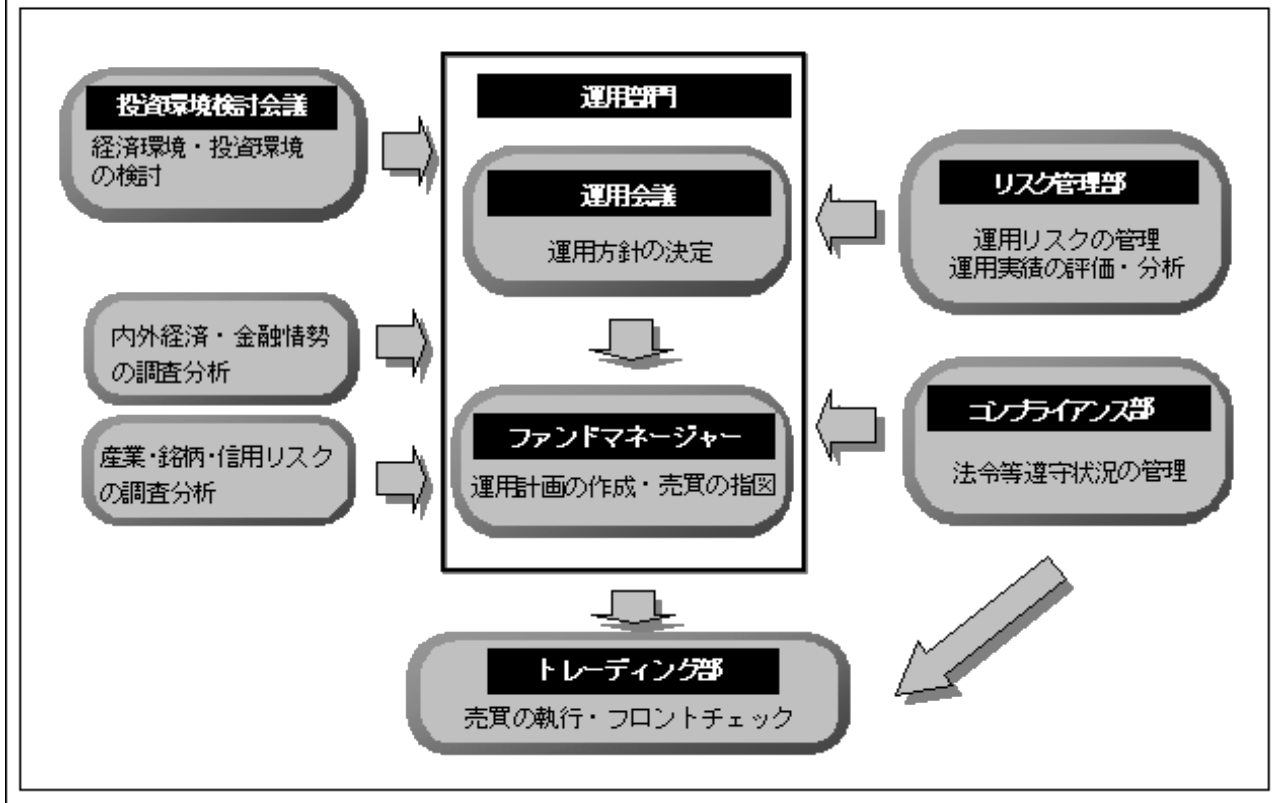 投資環境検討会議
経済環境・投資環境
の検討
内外経済・金融情勢
の調査分析
産業・銘柄・信用リスク
の調査分析
運用部門
運用会議
運用方針の決定
ファンドマネージャー
運用計画の作成・売買の指図
リスク管理部
運用リスクの管理
運用実績の評価・分析
コンプライアンス部
法令等遵守状況の管理
トレーディング部
売買の執行・フロントチェック